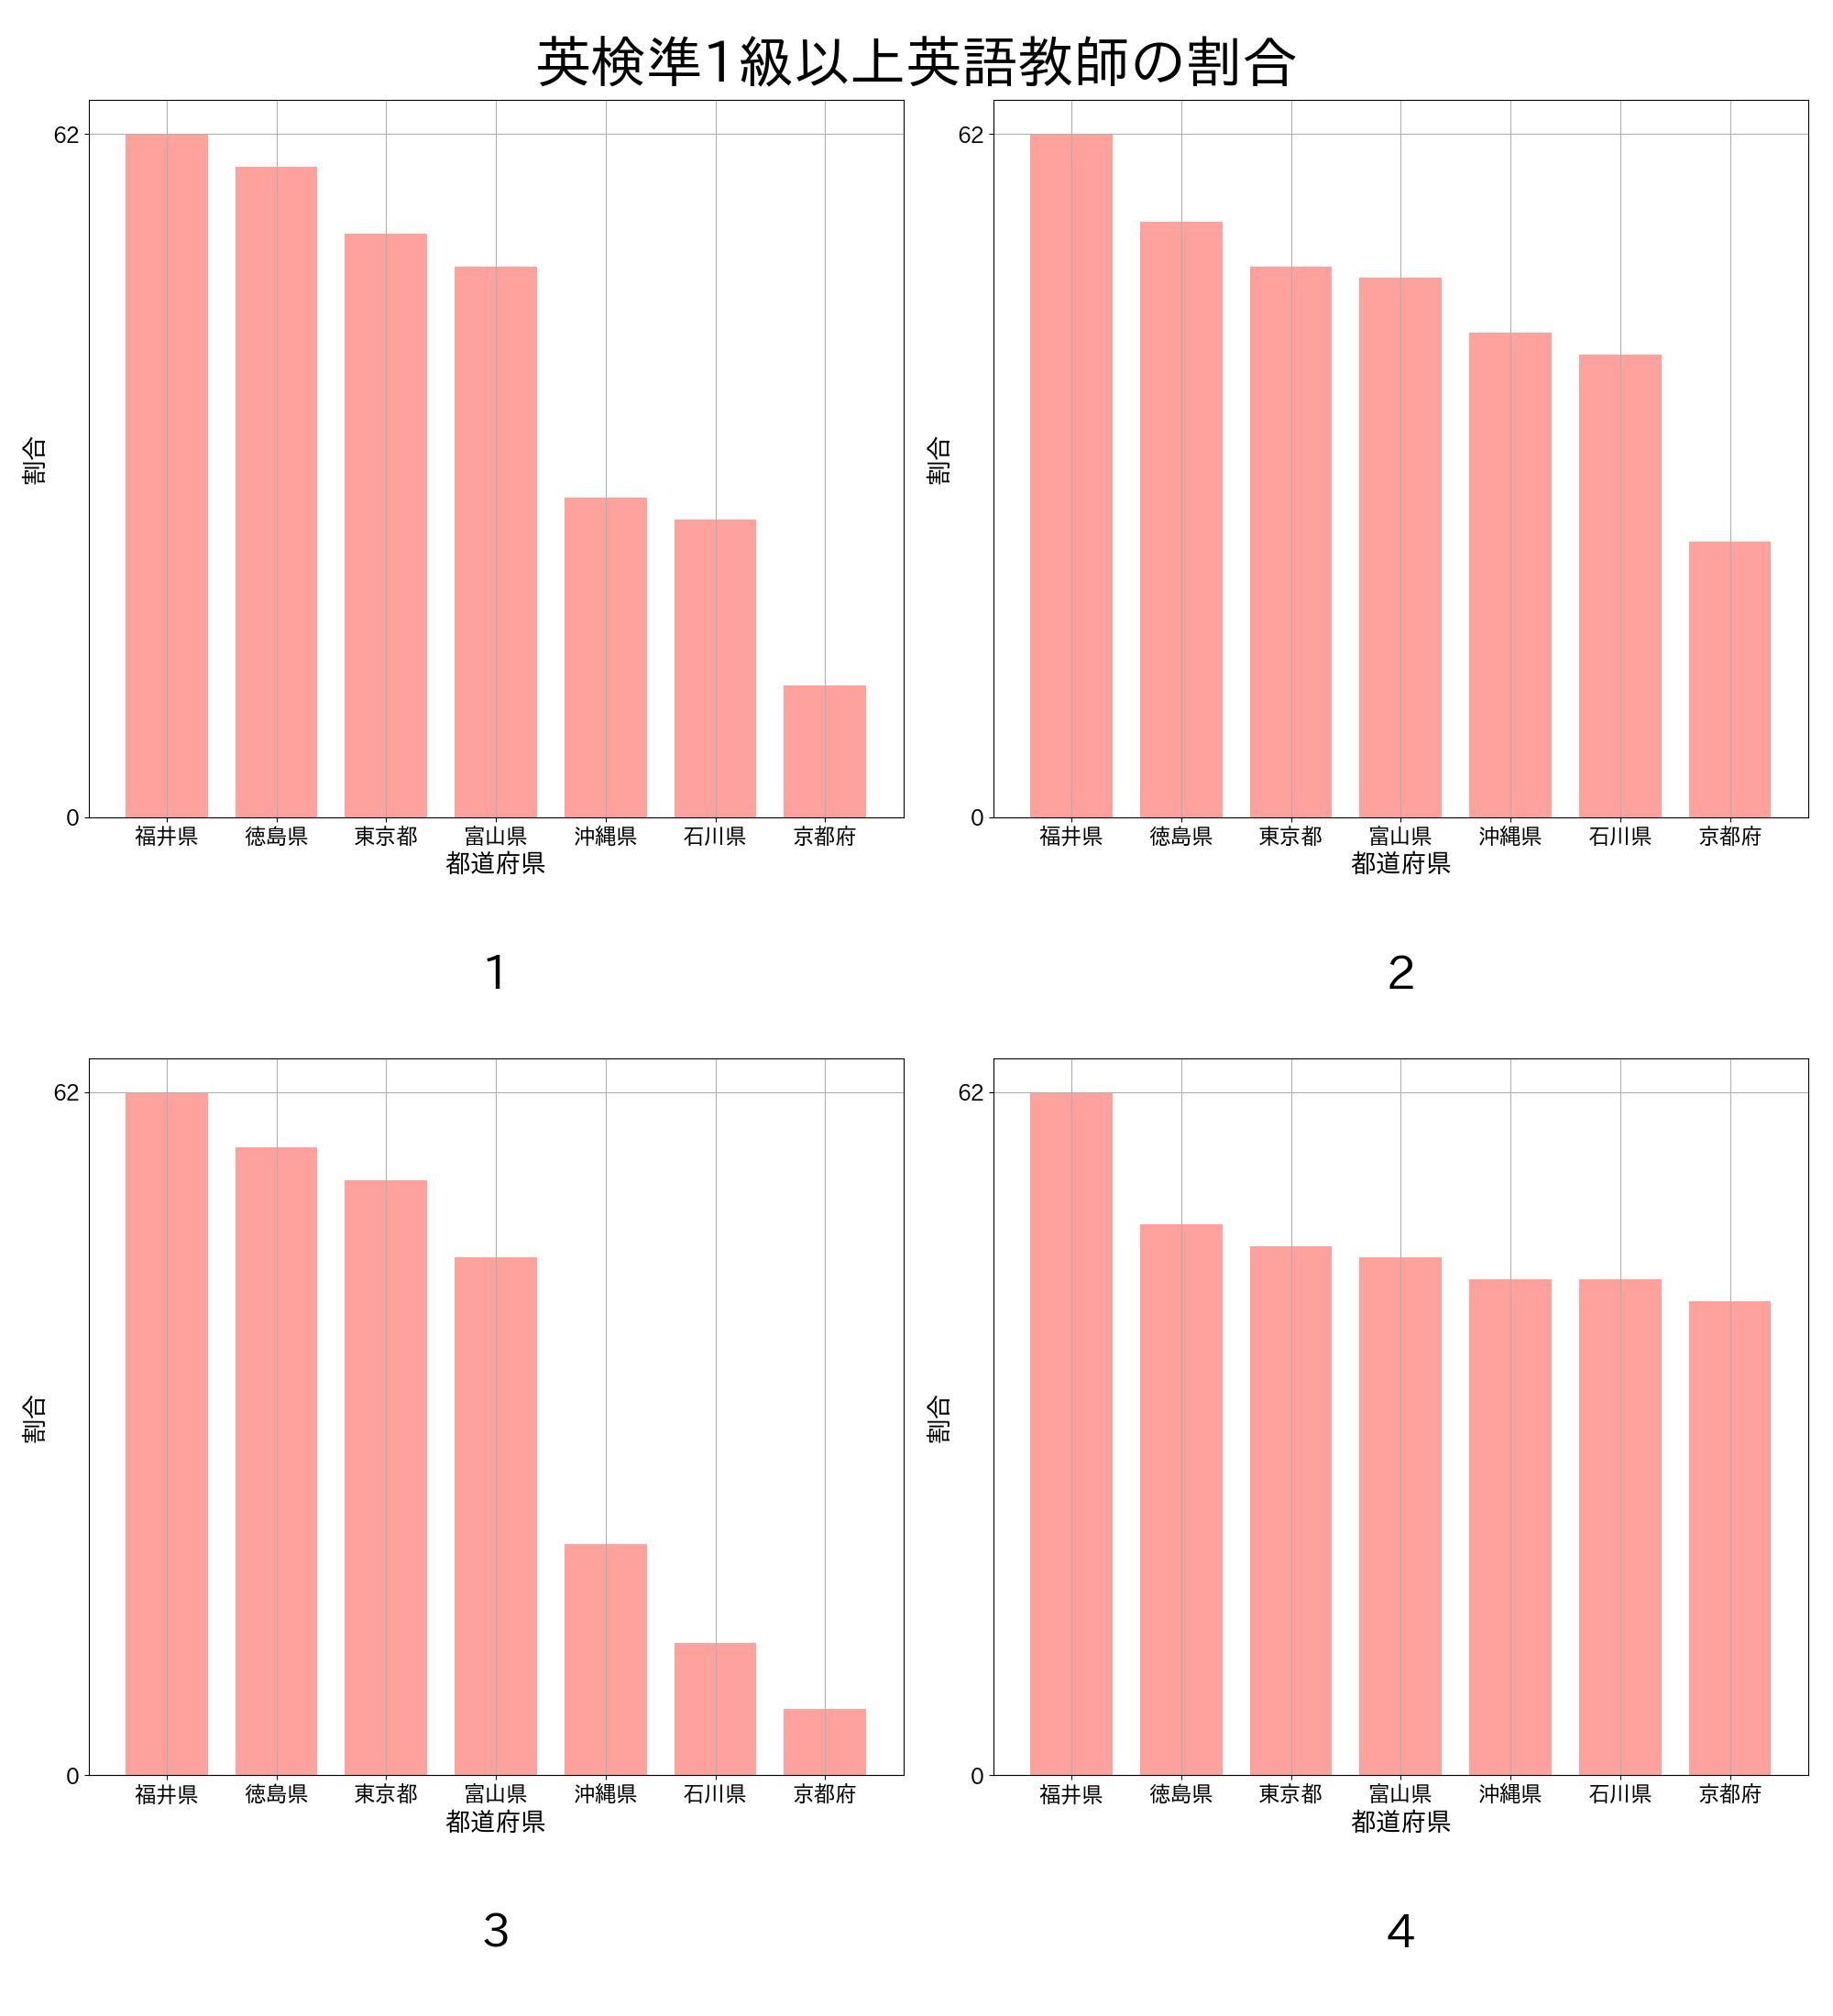 英検準1級以上英語教師の割合
62
0
割合
福井県 徳島県 東京都 富山県 沖縄県 石川県 京都府
都道府県
1
62
0
割合
福井県 徳島県 東京都 富山県 沖縄県 石川県 京都府
都道府県
2
62
0
割合
福井県 徳島県 東京都 富山県 沖縄県 石川県 京都府
都道府県
3
62
0
割合
福井県 徳島県 東京都 富山県 沖縄県 石川県 京都府
都道府県
4